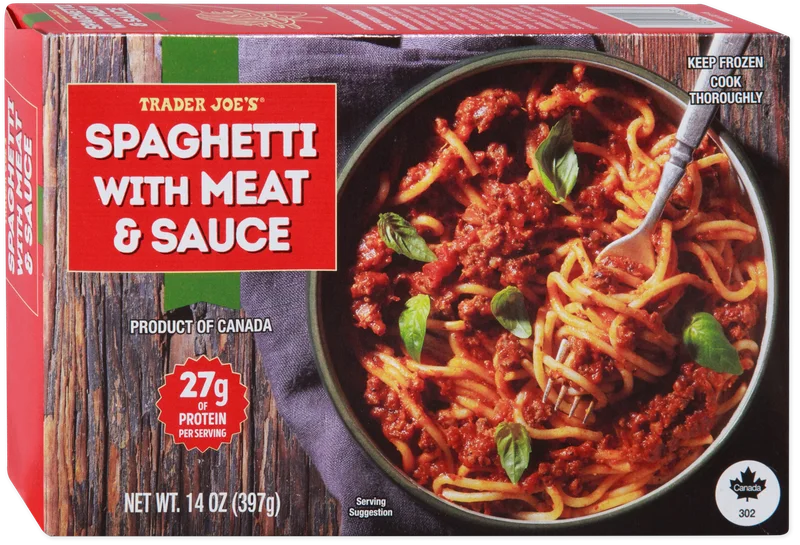 TRADER JOE'S®
SPAGHETTI
WITH MEAT
& SAUCE
PRODUCT OF CANADA
27g
OF
PROTEIN
PER SERVING
NET WT. 14 OZ (397g)
Serving
Suggestion
KEEP FROZEN
COOK
THOROUGHLY
Canada
302
SPAGHETTI
WITH MEAT
& SAUCE